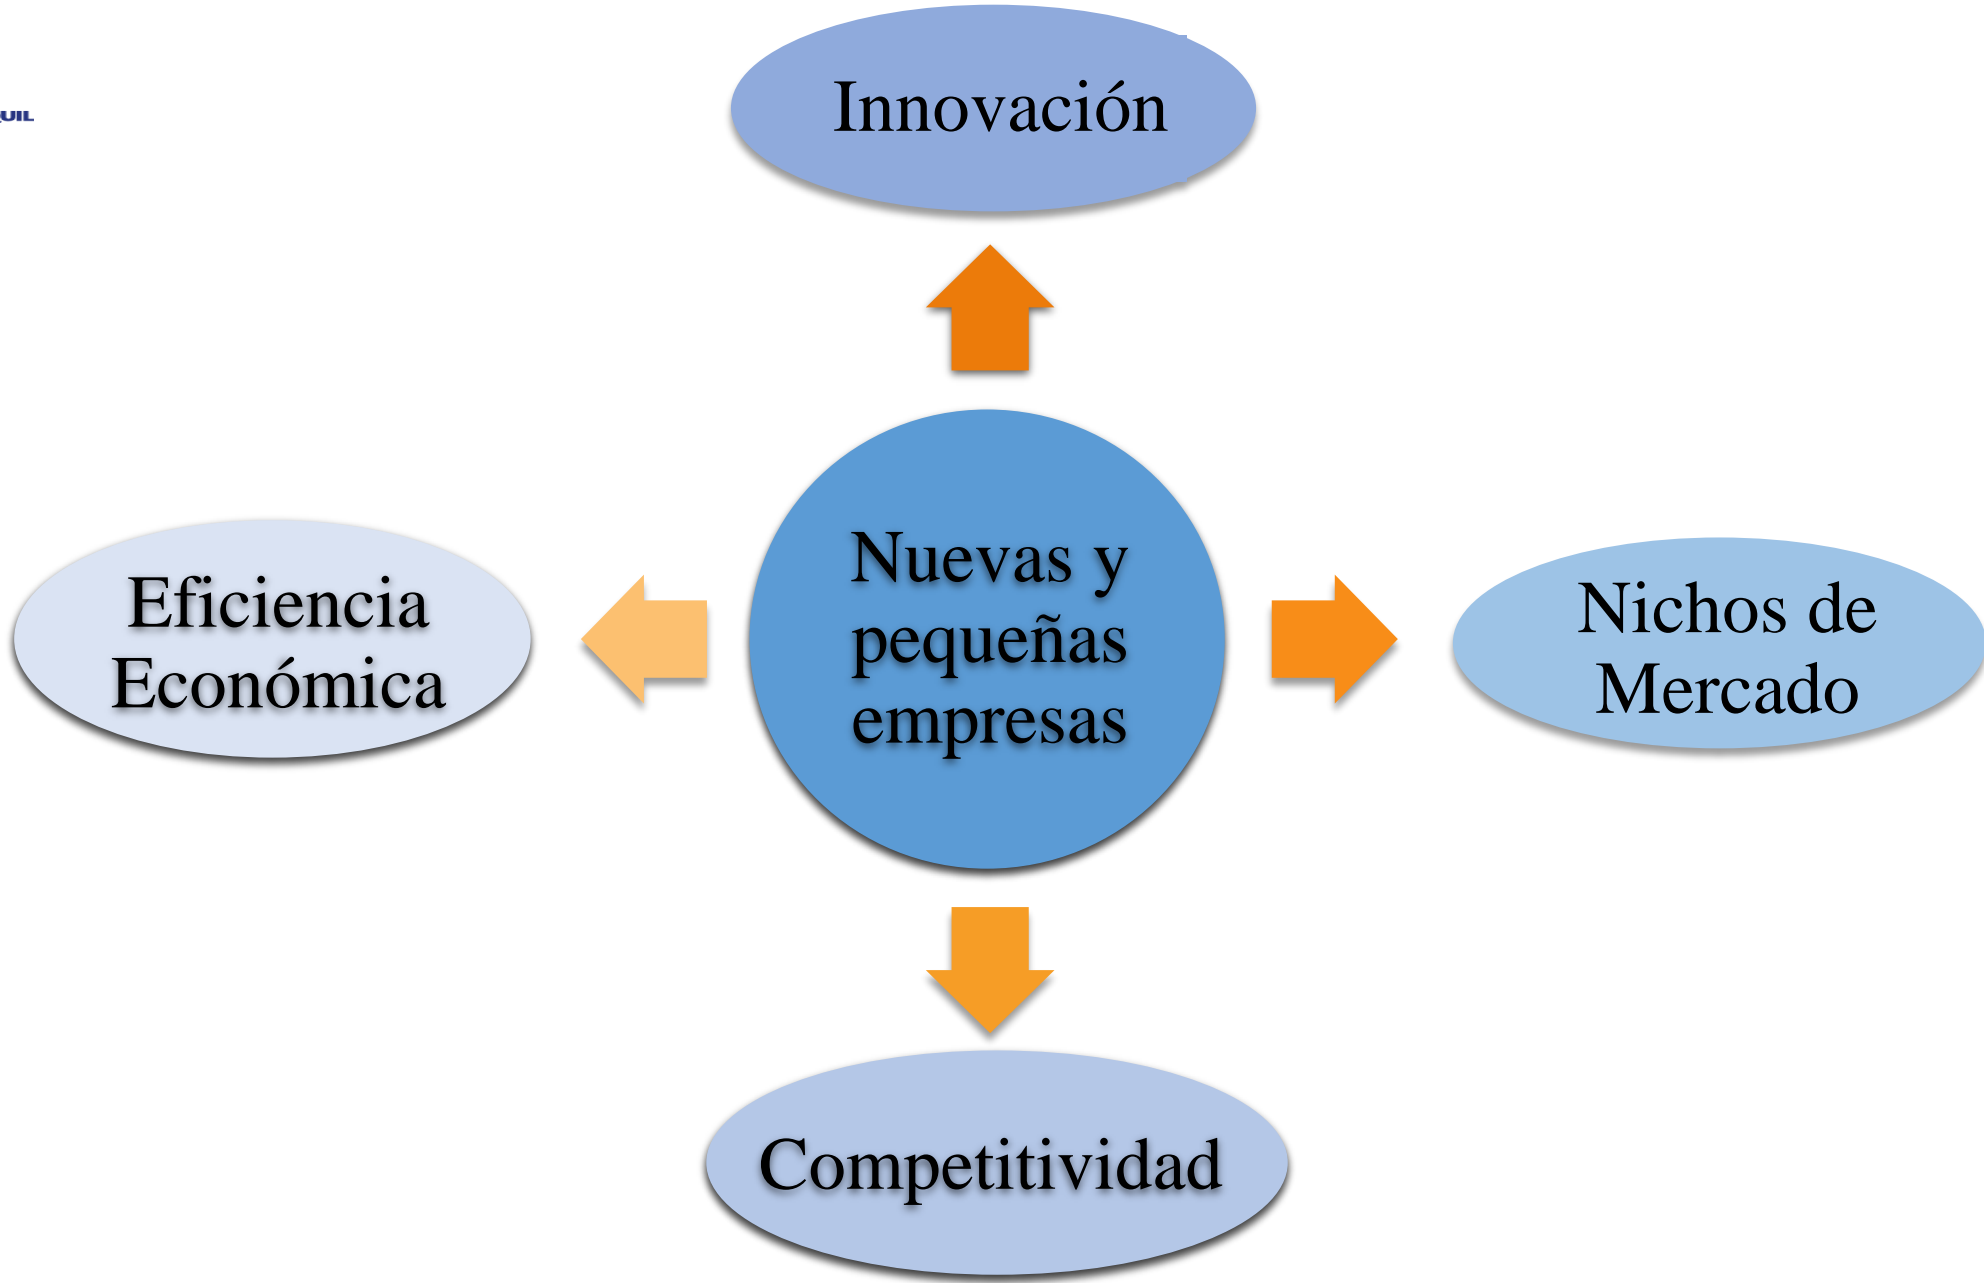 Innovación
Nuevas y
pequeñas
empresas
Eficiencia
Económica
Nichos de
Mercado
Competitividad